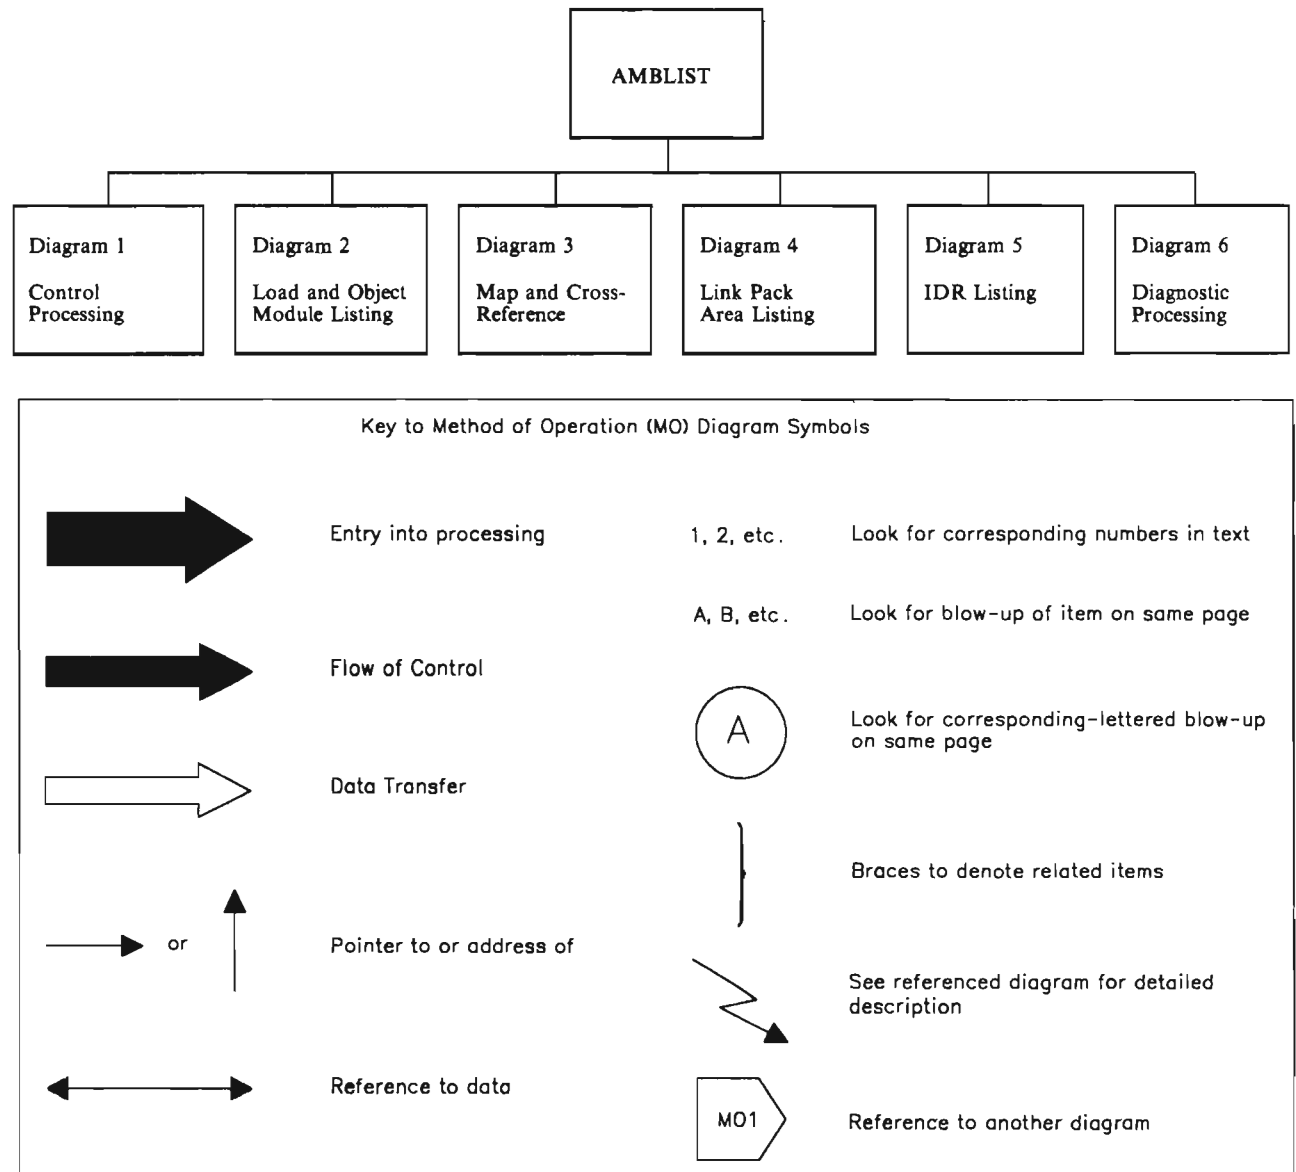 AMBLIST
Diagram 1
Control
Processing
Diagram 2
Load and Object
Module Listing
Diagram 3
Map and Cross-
Reference
Diagram 4
Link Pack
Area Listing
Diagram 5
IDR Listing
Diagram 6
Diagnostic
Processing
Key to Method of Operation (MO) Diagram Symbols
Entry into processing
Flow of Control
Data Transfer
or
Pointer to or address of
Reference to data
1, 2, etc.
Look for corresponding numbers in text
A, B, etc.
Look for blow-up of item on same page
A
Look for corresponding-lettered blow-up
on same page
Braces to denote related items
See referenced diagram for detailed
description
MO1
Reference to another diagram